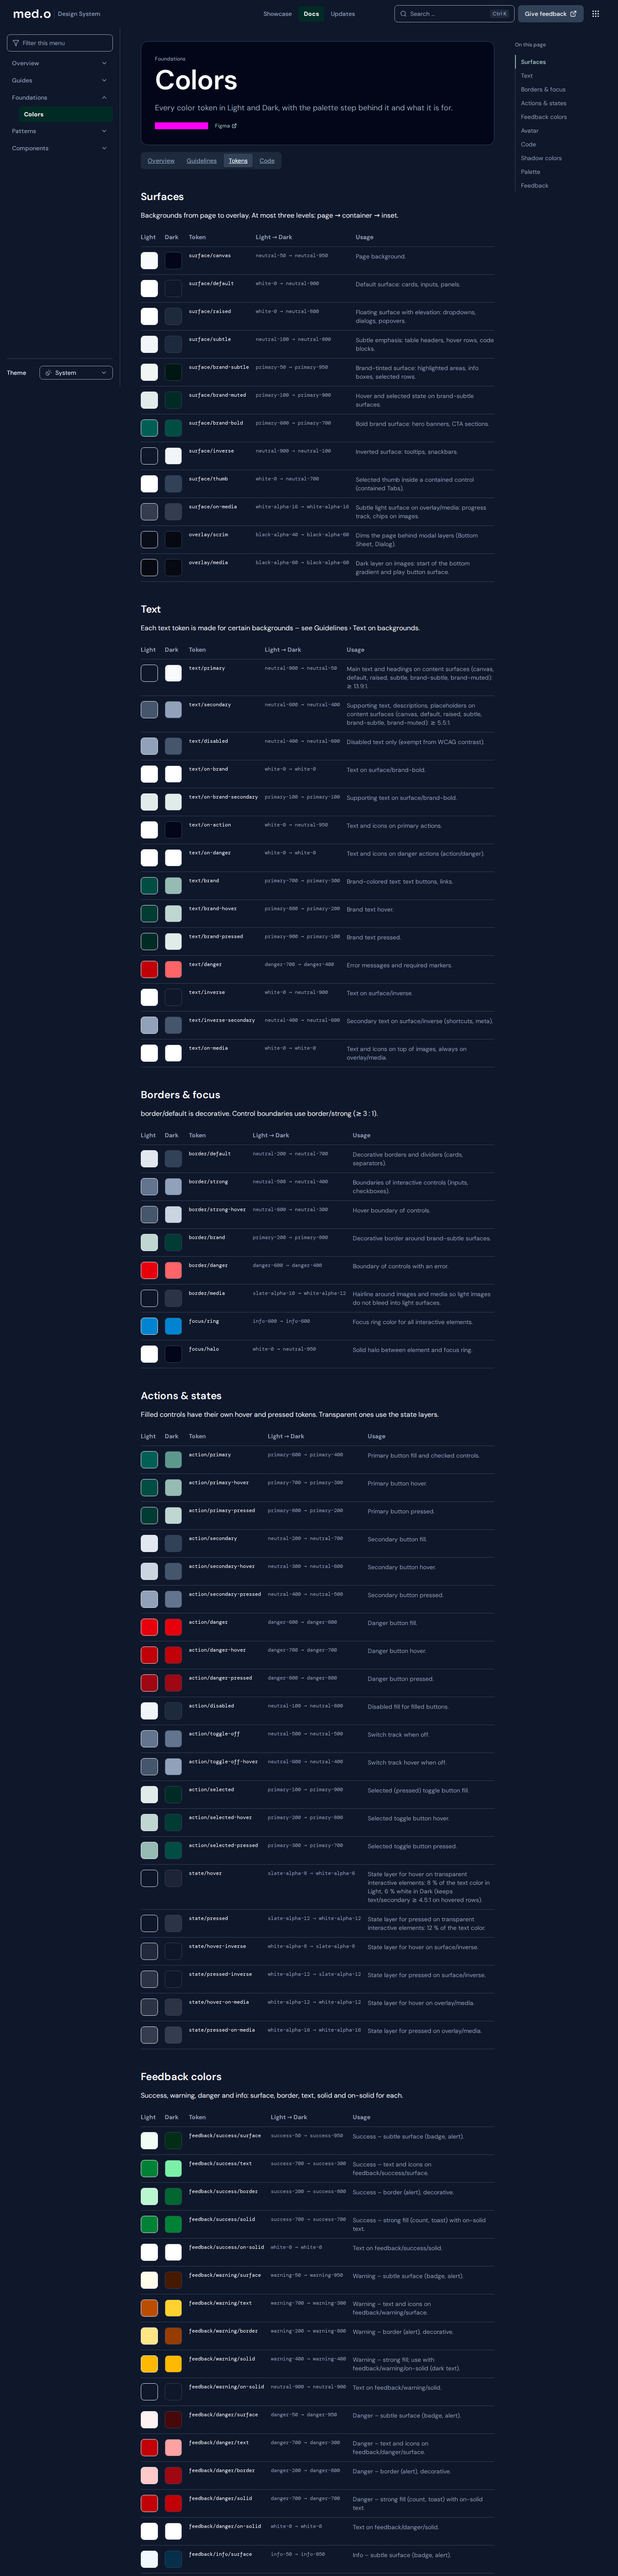 med.o Design System
Showcase Docs Updates
Search ... Ctrl K
Give feedback
Filter this menu
Overview
Guides
Foundations
Colors
Patterns
Components
Theme System
Foundations
Colors
Every color token in Light and Dark, with the palette step behind it and what it is for.
Figma
Overview Guidelines Tokens Code
On this page
Surfaces
Text
Borders & focus
Actions & states
Feedback colors
Avatar
Code
Shadow colors
Palette
Feedback
Surfaces
Backgrounds from page to overlay. At most three levels: page → container → inset.
Light Dark Token Light → Dark Usage
surface/canvas neutral-50 → neutral-950 Page background.
surface/default white-0 → neutral-900 Default surface: cards, inputs, panels.
surface/raised white-0 → neutral-800 Floating surface with elevation: dropdowns,
dialogs, popovers.
surface/subtle neutral-100 → neutral-800 Subtle emphasis: table headers, hover rows, code
blocks.
surface/brand-subtle primary-50 → primary-950 Brand-tinted surface: highlighted areas, info
boxes, selected rows.
surface/brand-muted primary-100 → primary-900 Hover and selected state on brand-subtle
surfaces.
surface/brand-bold primary-600 → primary-700 Bold brand surface: hero banners, CTA sections.
surface/inverse neutral-900 → neutral-100 Inverted surface: tooltips, snackbars.
surface/thumb white-0 → neutral-700 Selected thumb inside a contained control
(contained Tabs).
surface/on-media white-alpha-16 → white-alpha-16 Subtle light surface on overlay/media: progress
track, chips on images.
overlay/scrim black-alpha-40 → black-alpha-60 Dims the page behind modal layers (Bottom
Sheet, Dialog).
overlay/media black-alpha-60 → black-alpha-60 Dark layer on images: start of the bottom
gradient and play button surface.
Text
Each text token is made for certain backgrounds – see Guidelines › Text on backgrounds.
Light Dark Token Light → Dark Usage
text/primary neutral-900 → neutral-50 Main text and headings on content surfaces (canvas,
default, raised, subtle, brand-subtle, brand-muted):
≥ 13.9:1.
text/secondary neutral-600 → neutral-400 Supporting text, descriptions, placeholders on
content surfaces (canvas, default, raised, subtle,
brand-subtle, brand-muted): ≥ 5.5:1.
text/disabled neutral-400 → neutral-600 Disabled text only (exempt from WCAG contrast).
text/on-brand white-0 → white-0 Text on surface/brand-bold.
text/on-brand-secondary primary-100 → primary-100 Supporting text on surface/brand-bold.
text/on-action white-0 → neutral-950 Text and icons on primary actions.
text/on-danger white-0 → white-0 Text and icons on danger actions (action/danger).
text/brand primary-700 → primary-300 Brand-colored text: text buttons, links.
text/brand-hover primary-800 → primary-200 Brand text hover.
text/brand-pressed primary-900 → primary-100 Brand text pressed.
text/danger danger-700 → danger-400 Error messages and required markers.
text/inverse white-0 → neutral-900 Text on surface/inverse.
text/inverse-secondary neutral-400 → neutral-600 Secondary text on surface/inverse (shortcuts, meta).
text/on-media white-0 → white-0 Text and icons on top of images, always on
overlay/media.
Borders & focus
border/default is decorative. Control boundaries use border/strong (≥ 3 : 1).
Light Dark Token Light → Dark Usage
border/default neutral-200 → neutral-700 Decorative borders and dividers (cards,
separators).
border/strong neutral-500 → neutral-400 Boundaries of interactive controls (inputs,
checkboxes).
border/strong-hover neutral-600 → neutral-300 Hover boundary of controls.
border/brand primary-200 → primary-800 Decorative border around brand-subtle surfaces.
border/danger danger-600 → danger-400 Boundary of controls with an error.
border/media slate-alpha-10 → white-alpha-12 Hairline around images and media so light images
do not bleed into light surfaces.
focus/ring info-600 → info-600 Focus ring color for all interactive elements.
focus/halo white-0 → neutral-950 Solid halo between element and focus ring.
Actions & states
Filled controls have their own hover and pressed tokens. Transparent ones use the state layers.
Light Dark Token Light → Dark Usage
action/primary primary-600 → primary-400 Primary button fill and checked controls.
action/primary-hover primary-700 → primary-300 Primary button hover.
action/primary-pressed primary-800 → primary-200 Primary button pressed.
action/secondary neutral-200 → neutral-700 Secondary button fill.
action/secondary-hover neutral-300 → neutral-600 Secondary button hover.
action/secondary-pressed neutral-400 → neutral-500 Secondary button pressed.
action/danger danger-600 → danger-600 Danger button fill.
action/danger-hover danger-700 → danger-700 Danger button hover.
action/danger-pressed danger-800 → danger-800 Danger button pressed.
action/disabled neutral-100 → neutral-800 Disabled fill for filled buttons.
action/toggle-off neutral-500 → neutral-500 Switch track when off.
action/toggle-off-hover neutral-600 → neutral-400 Switch track hover when off.
action/selected primary-100 → primary-900 Selected (pressed) toggle button fill.
action/selected-hover primary-200 → primary-800 Selected toggle button hover.
action/selected-pressed primary-300 → primary-700 Selected toggle button pressed.
state/hover slate-alpha-8 → white-alpha-6 State layer for hover on transparent
interactive elements: 8 % of the text color in
Light, 6 % white in Dark (keeps
text/secondary ≥ 4.5:1 on hovered rows).
state/pressed slate-alpha-12 → white-alpha-12 State layer for pressed on transparent
interactive elements: 12 % of the text color.
state/hover-inverse white-alpha-8 → slate-alpha-8 State layer for hover on surface/inverse.
state/pressed-inverse white-alpha-12 → slate-alpha-12 State layer for pressed on surface/inverse.
state/hover-on-media white-alpha-12 → white-alpha-12 State layer for hover on overlay/media.
state/pressed-on-media white-alpha-16 → white-alpha-16 State layer for pressed on overlay/media.
Feedback colors
Success, warning, danger and info: surface, border, text, solid and on-solid for each.
Light Dark Token Light → Dark Usage
feedback/success/surface success-50 → success-950 Success – subtle surface (badge, alert).
feedback/success/text success-700 → success-300 Success – text and icons on
feedback/success/surface.
feedback/success/border success-200 → success-800 Success – border (alert), decorative.
feedback/success/solid success-700 → success-700 Success – strong fill (count, toast) with on-solid
text.
feedback/success/on-solid white-0 → white-0 Text on feedback/success/solid.
feedback/warning/surface warning-50 → warning-950 Warning – subtle surface (badge, alert).
feedback/warning/text warning-700 → warning-300 Warning – text and icons on
feedback/warning/surface.
feedback/warning/border warning-200 → warning-800 Warning – border (alert), decorative.
feedback/warning/solid warning-400 → warning-400 Warning – strong fill; use with
feedback/warning/on-solid (dark text).
feedback/warning/on-solid neutral-900 → neutral-900 Text on feedback/warning/solid.
feedback/danger/surface danger-50 → danger-950 Danger – subtle surface (badge, alert).
feedback/danger/text danger-700 → danger-300 Danger – text and icons on
feedback/danger/surface.
feedback/danger/border danger-200 → danger-800 Danger – border (alert), decorative.
feedback/danger/solid danger-700 → danger-700 Danger – strong fill (count, toast) with on-solid
text.
feedback/danger/on-solid white-0 → white-0 Text on feedback/danger/solid.
feedback/info/surface info-50 → info-950 Info – subtle surface (badge, alert).